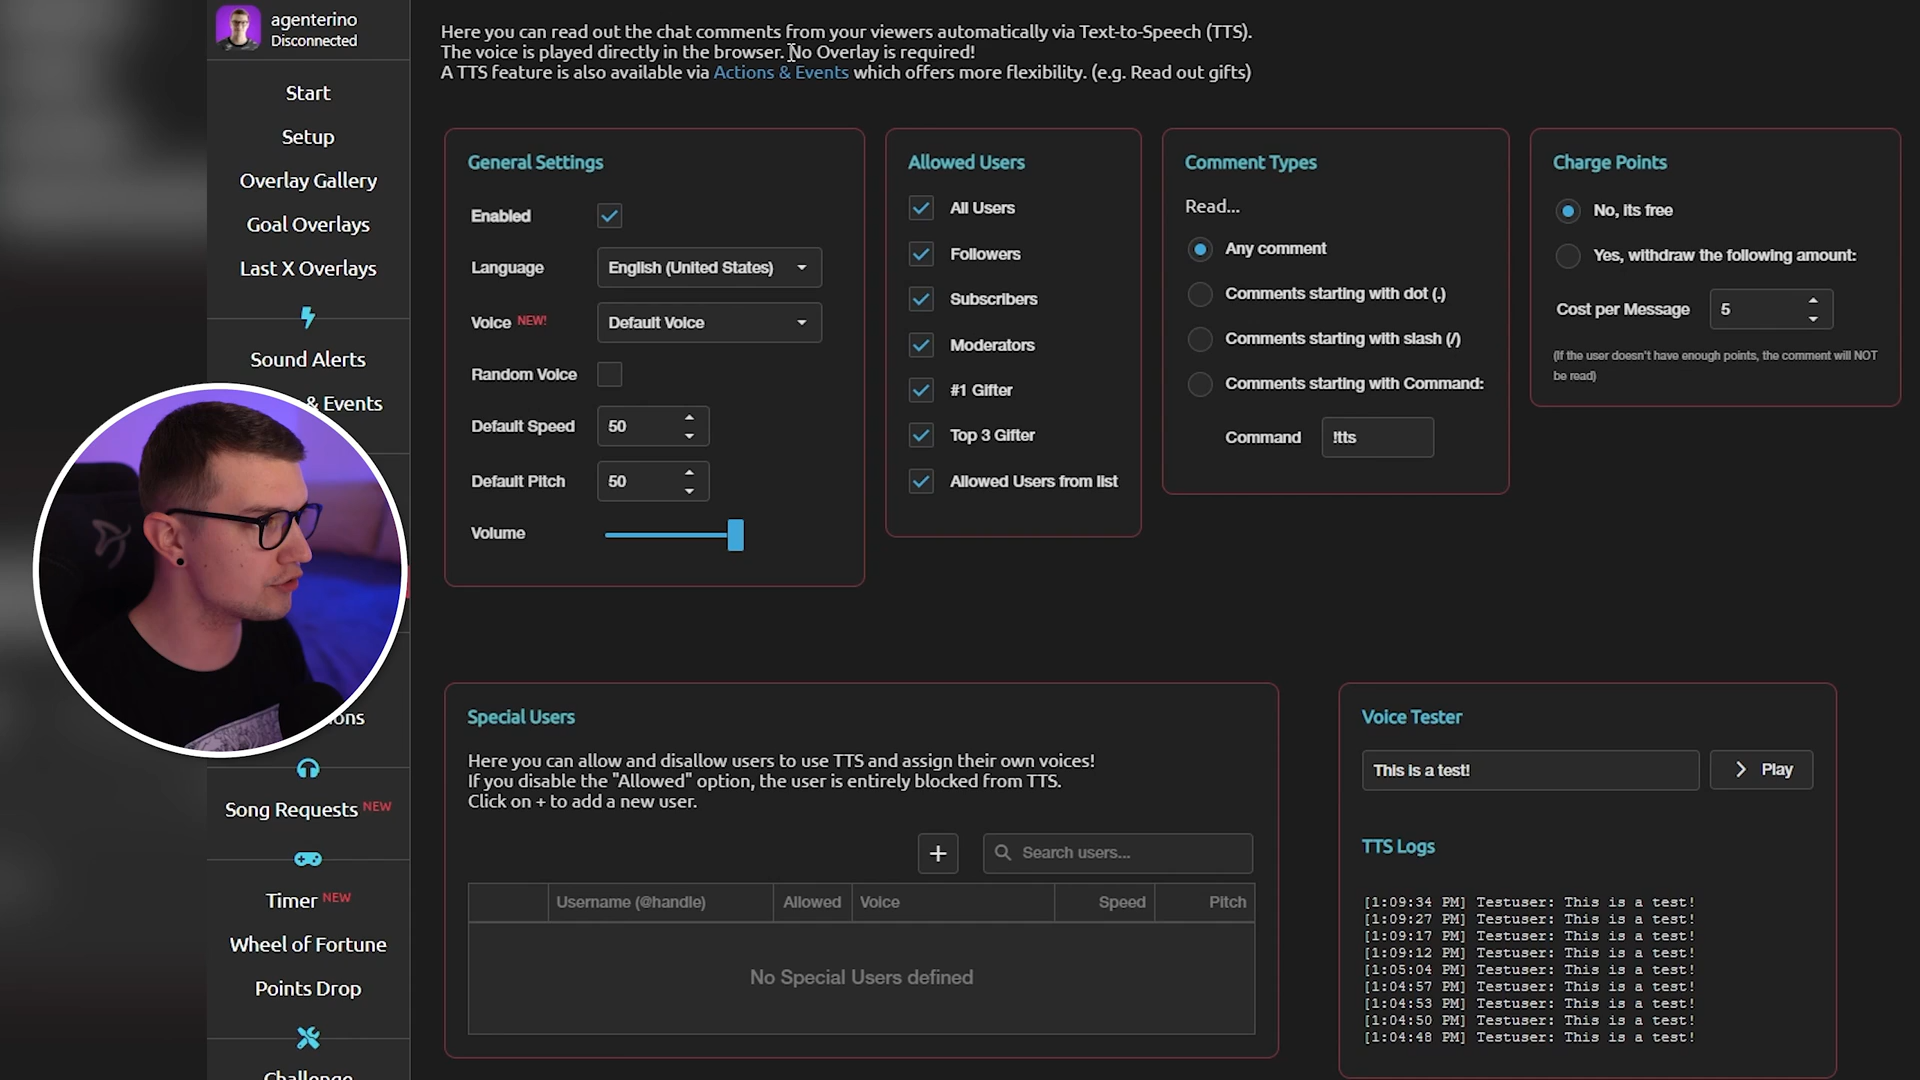 agenterino
Disconnected
Start
Setup
Overlay Gallery
Goal Overlays
Last X Overlays
Sound Alerts
& Events
ons
Song Requests NEW
Timer NEW
Wheel of Fortune
Points Drop
Challenge
Here you can read out the chat comments from your viewers automatically via Text-to-Speech (TTS).
The voice is played directly in the browser. No Overlay is required!
A TTS feature is also available via Actions & Events which offers more flexibility. (e.g. Read out gifts)
General Settings
Enabled
Language English (United States)
Voice NEW! Default Voice
Random Voice
Default Speed 50
Default Pitch 50
Volume
Allowed Users
All Users
Followers
Subscribers
Moderators
#1 Gifter
Top 3 Gifter
Allowed Users from list
Comment Types
Read...
Any comment
Comments starting with dot (.)
Comments starting with slash (/)
Comments starting with Command:
Command !tts
Charge Points
No, its free
Yes, withdraw the following amount:
Cost per Message 5
(If the user doesn't have enough points, the comment will NOT
be read)
Special Users
Here you can allow and disallow users to use TTS and assign their own voices!
If you disable the "Allowed" option, the user is entirely blocked from TTS.
Click on + to add a new user.
+ Search users...
Username (@handle) Allowed Voice Speed Pitch
No Special Users defined
Voice Tester
This is a test! Play
TTS Logs
[1:09:34 PM] Testuser: This is a test!
[1:09:27 PM] Testuser: This is a test!
[1:09:17 PM] Testuser: This is a test!
[1:09:12 PM] Testuser: This is a test!
[1:05:04 PM] Testuser: This is a test!
[1:04:57 PM] Testuser: This is a test!
[1:04:53 PM] Testuser: This is a test!
[1:04:50 PM] Testuser: This is a test!
[1:04:48 PM] Testuser: This is a test!